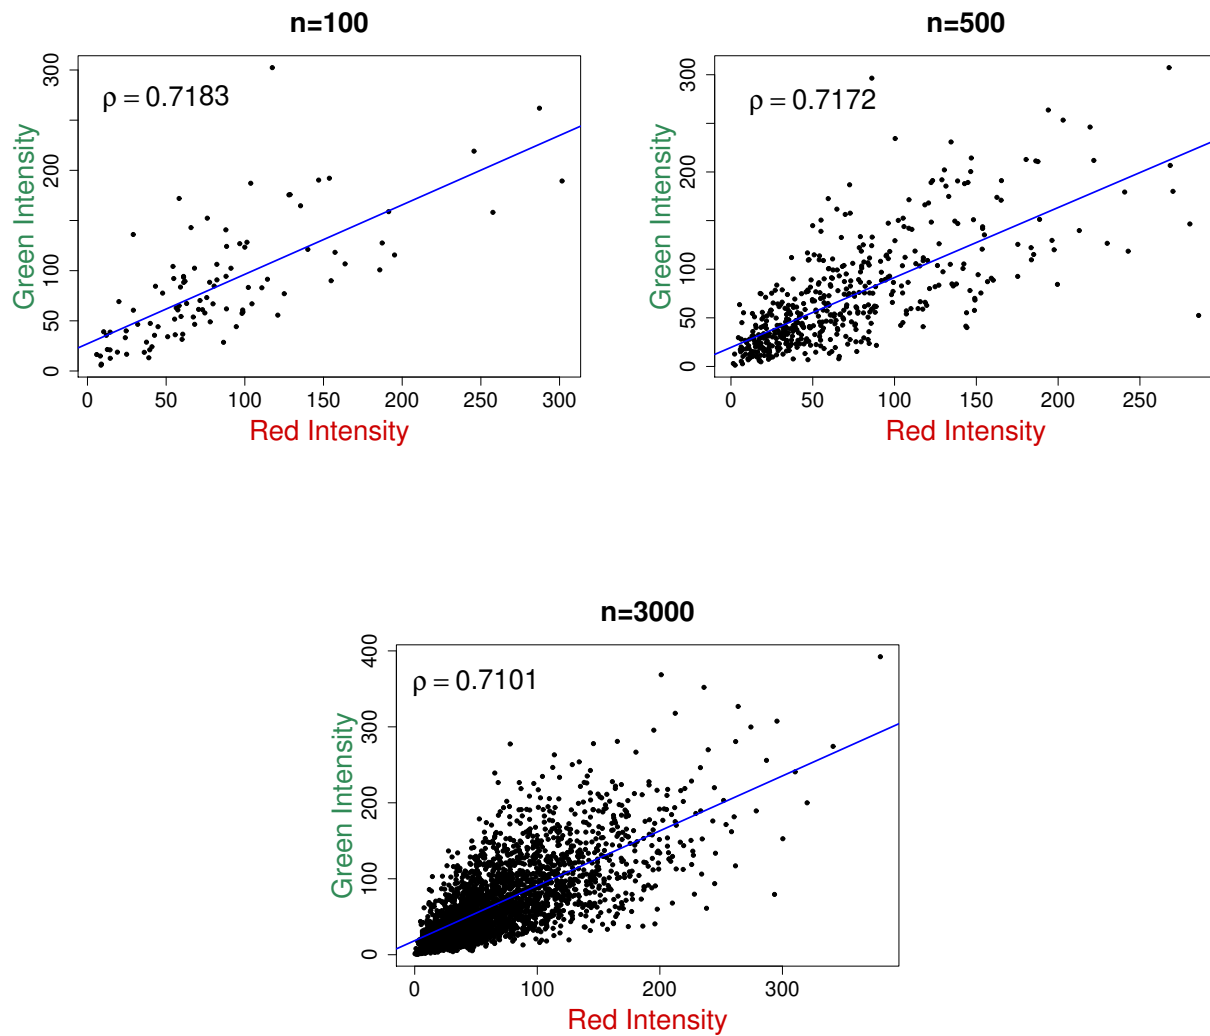 n=100
ρ = 0.7183
Green Intensity
0 50 100 200 300
0 50 100 150 200 250 300
Red Intensity
n=500
ρ = 0.7172
Green Intensity
0 50 100 200 300
0 50 100 150 200 250
Red Intensity
n=3000
ρ = 0.7101
Green Intensity
0 100 200 300 400
0 100 200 300
Red Intensity